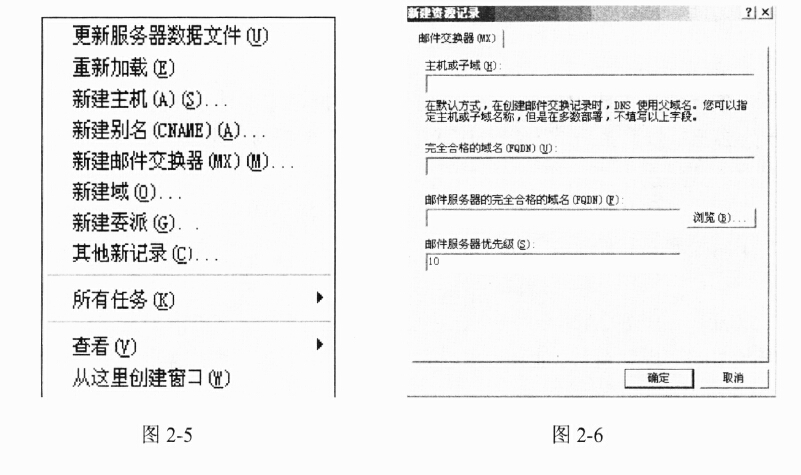 更新服务器数据文件(U)
重新加载(E)
新建主机(A)(S)...
新建别名(CNAME)(A)...
新建邮件交换器(MX)(M)...
新建域(O)...
新建委派(G)...
其他新记录(C)...
所有任务(K)
查看(V)
从这里创建窗口(W)
图 2-5
新建资源记录
邮件交换器(MX)
主机或子域(H):
在默认方式，在创建邮件交换记录时，DNS 使用父域名。您可以指
定主机或子域名称，但是在多数部署，不填写以上字段。
完全合格的域名(FQDN)(U):
邮件服务器的完全合格的域名(FQDN)(F):
浏览(B)...
邮件服务器优先级(S):
10
确定
取消
图 2-6